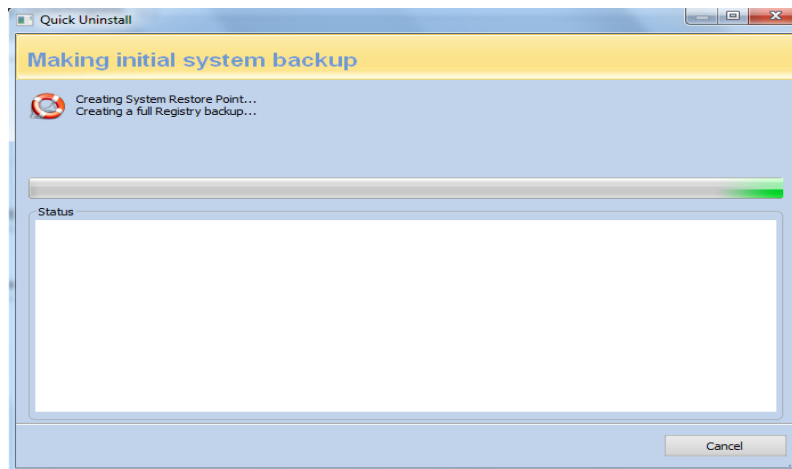 Quick Uninstall
Making initial system backup
Creating System Restore Point...
Creating a full Registry backup...
Status
Cancel